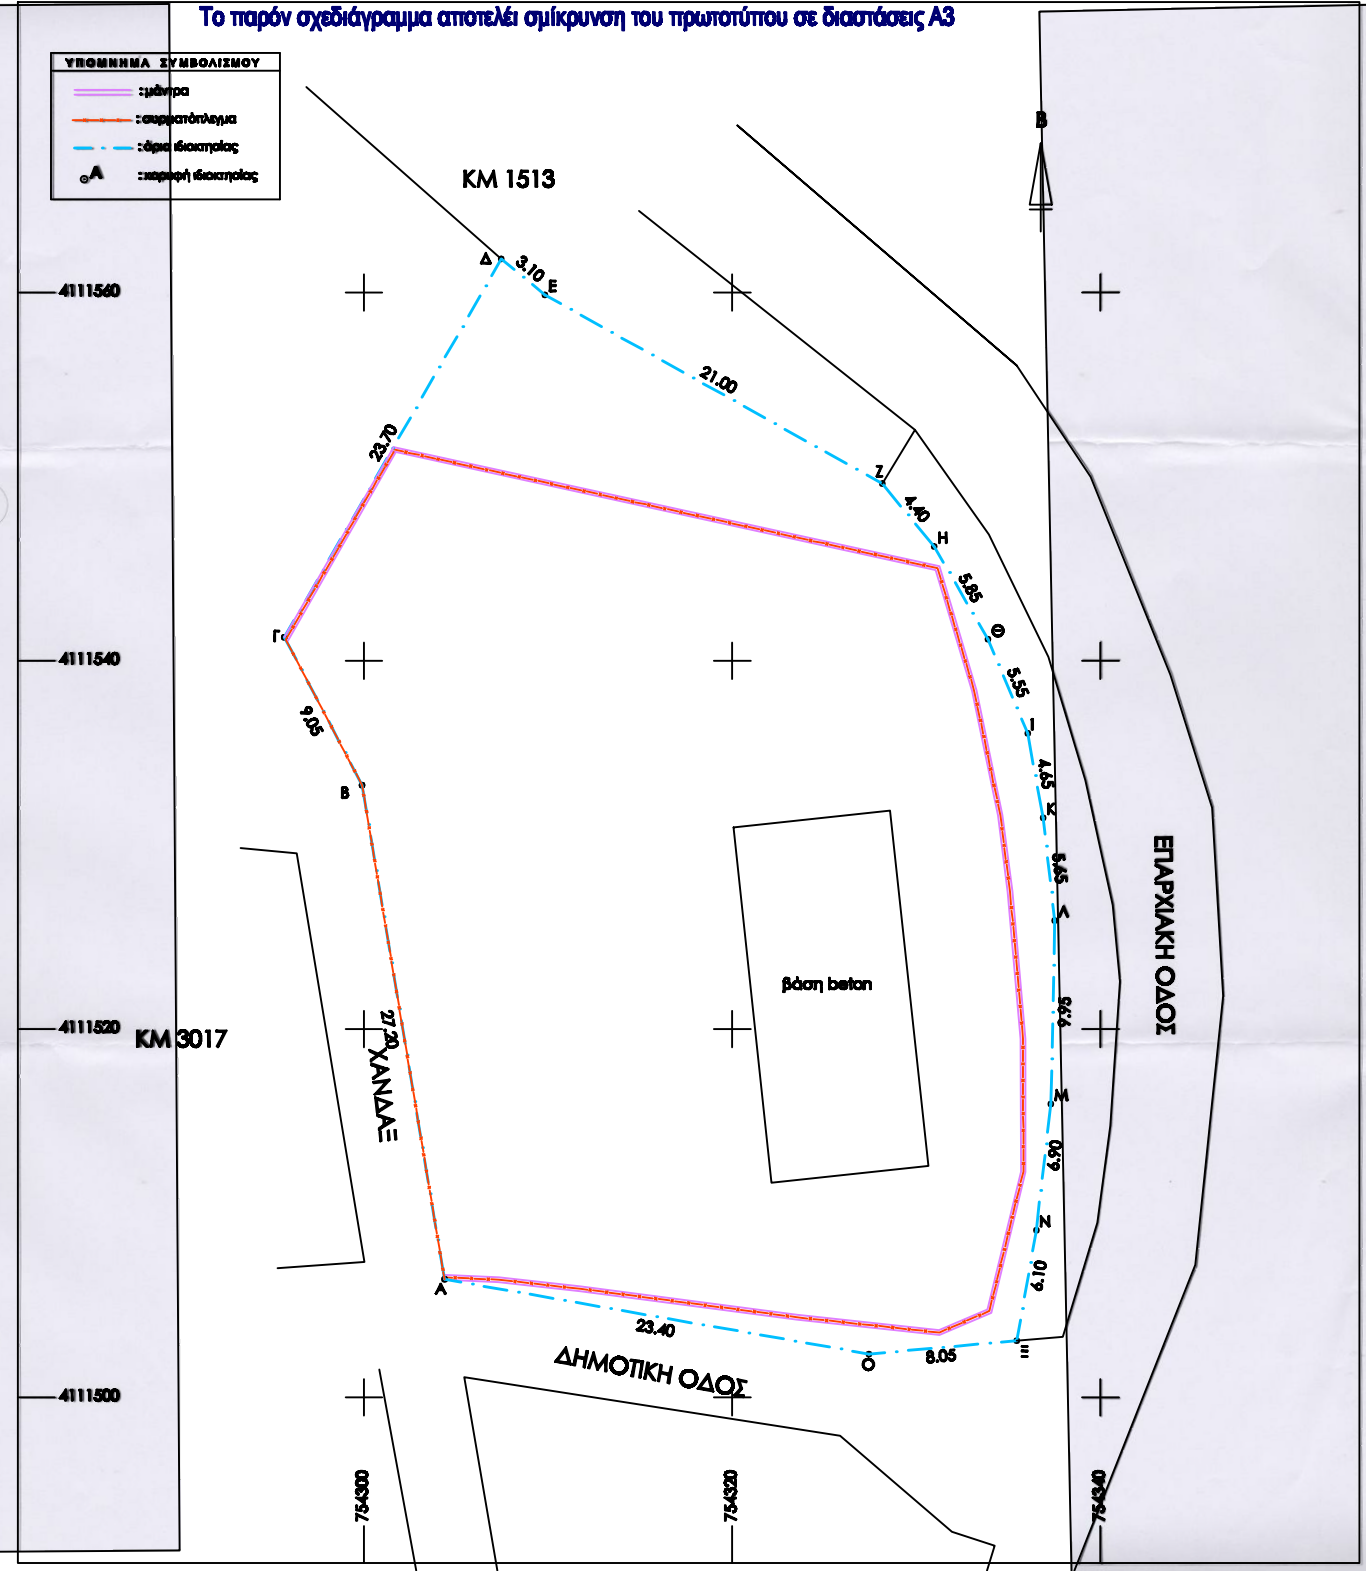 Το παρόν σχεδιάγραμμα αποτελέι σμίκρυνση του πρωτοτύπου σε διαστάσεις Α3
ΥΠΟΜΝΗΜΑ ΣΥΜΒΟΛΙΣΜΟΥ
:μάντρα
:συρματόπλεγμα
:όρια ιδιοκτησίας
Α :κορυφή ιδιοκτησίας
Β
ΚΜ 1513
Δ
3.10
Ε
4111560
21.00
23.70
Ζ
4.40
Η
5.85
Θ
Γ
4111540
5.55
9.05
Ι
4.65
Β
Κ
5.65
ΕΠΑΡΧΙΑΚΗ ΟΔΟΣ
Λ
βάση beton
9.95
4111520
ΚΜ 3017
27.20
ΧΑΝΔΑΞ
Μ
6.90
Ν
6.10
Α
23.40
Ο
8.05
Ξ
ΔΗΜΟΤΙΚΗ ΟΔΟΣ
4111500
754300
754320
754340